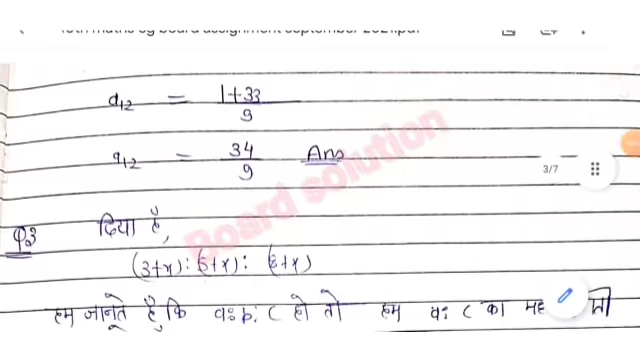 10th maths cg board assignment september 2021.pdf
a12 = 1+33/9
3/7
a12 = 34/9 Ans
Board solution
Q3 दिया है,
(3+x) : (5+x) : (8+x)
हम जानते है कि a:b:c हो तो हम a:c का